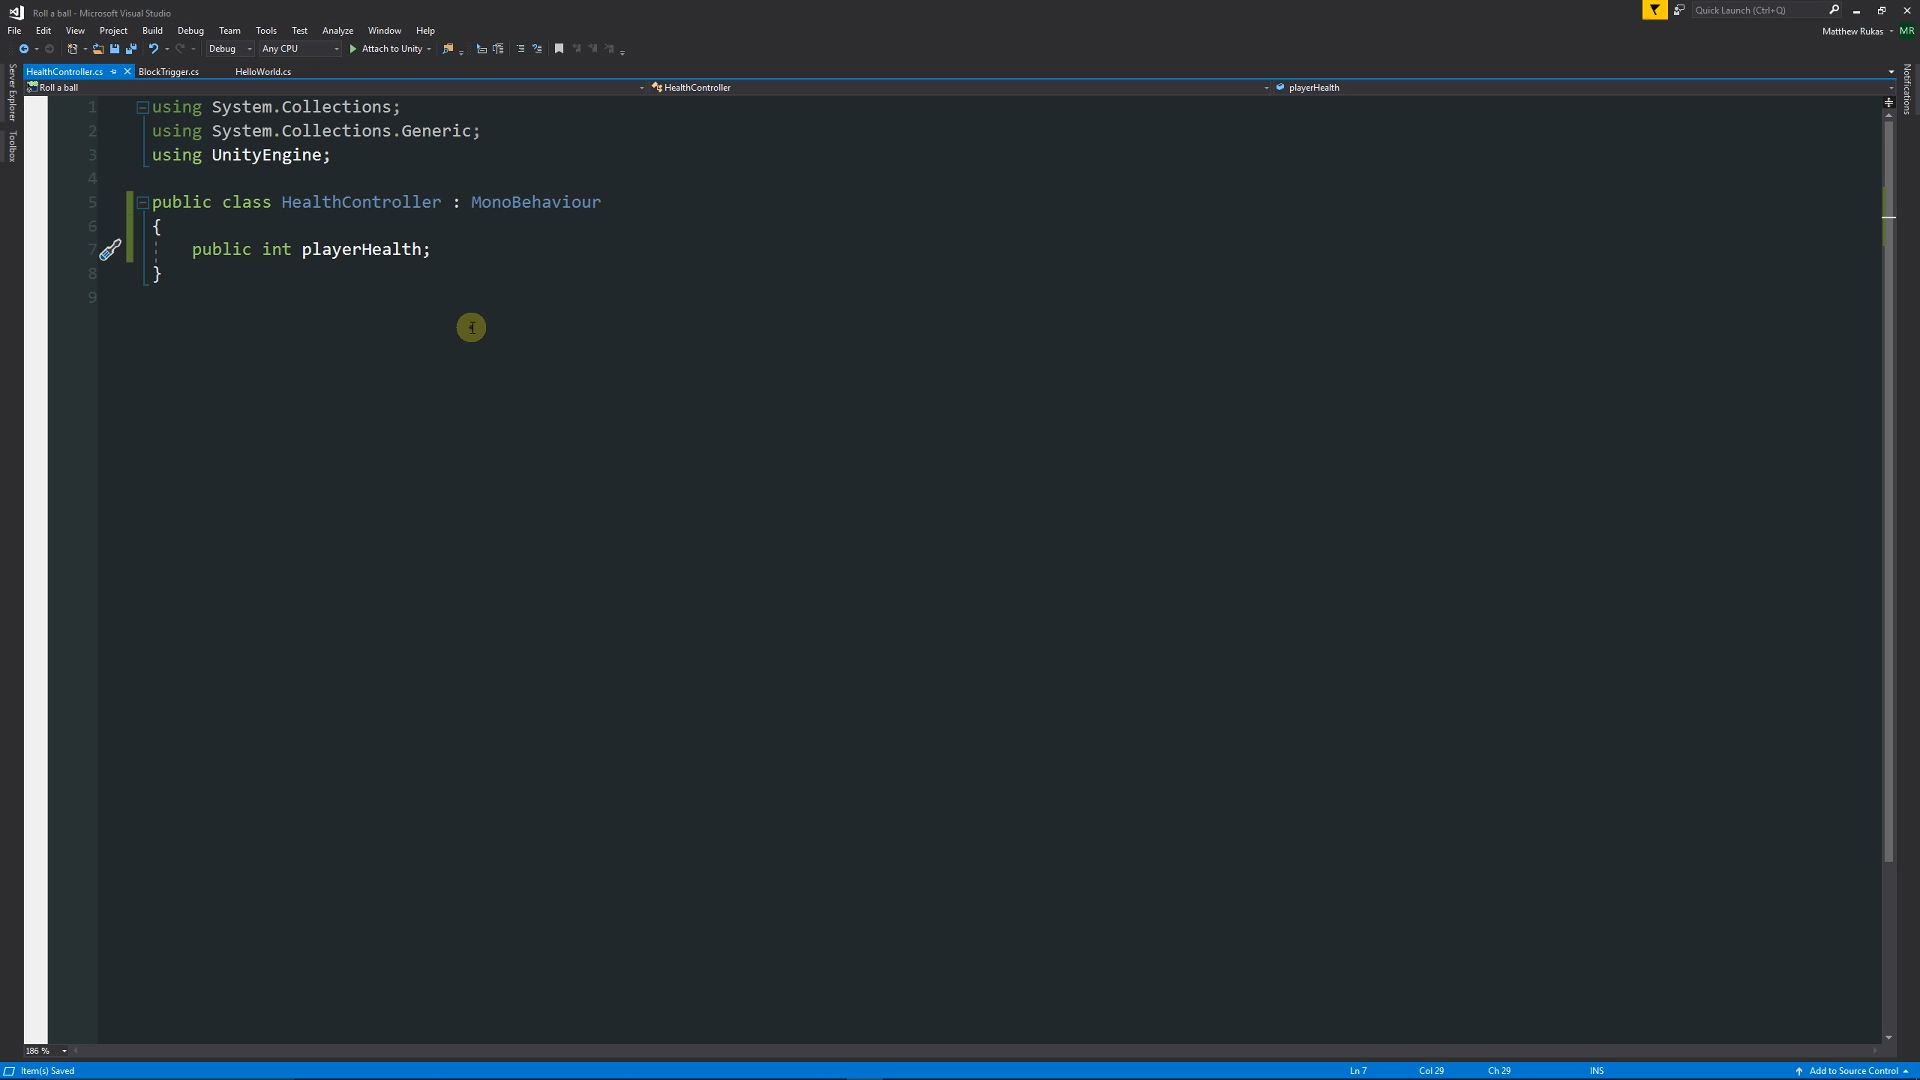 Roll a ball - Microsoft Visual Studio
Quick Launch (Ctrl+Q)
File Edit View Project Build Debug Team Tools Test Analyze Window Help
Matthew Rukas MR
Debug Any CPU Attach to Unity
HealthController.cs BlockTrigger.cs HelloWorld.cs
Roll a ball HealthController playerHealth
Server Explorer
Toolbox
Notifications
1 using System.Collections;
2 using System.Collections.Generic;
3 using UnityEngine;
4
5 public class HealthController : MonoBehaviour
6 {
7 public int playerHealth;
8 }
9
186 %
Item(s) Saved Ln 7 Col 29 Ch 29 INS Add to Source Control